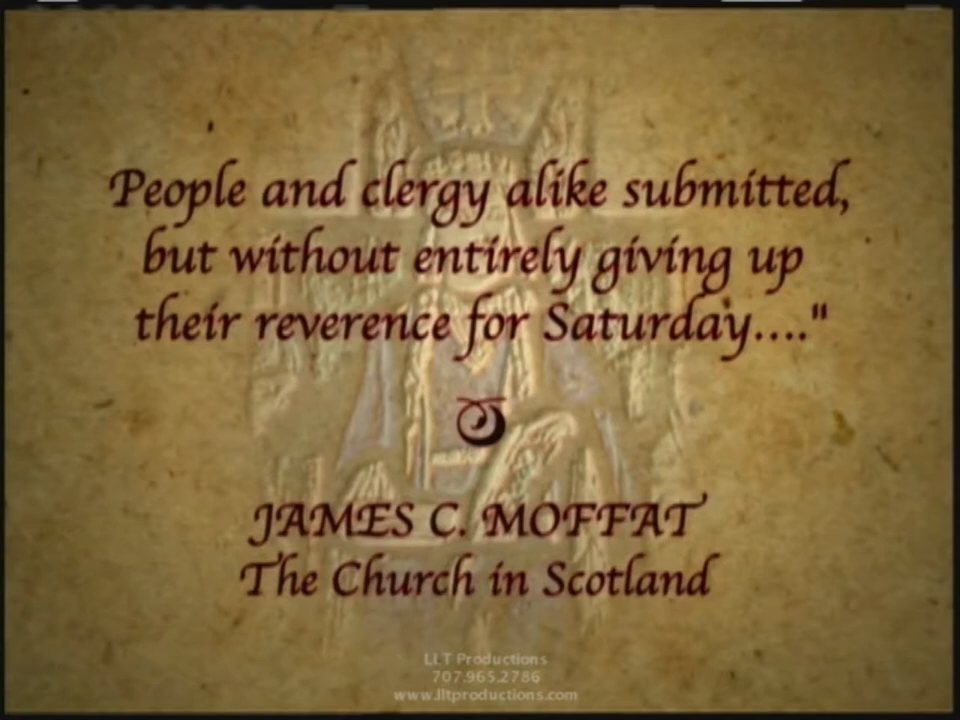 People and clergy alike submitted,
but without entirely giving up
their reverence for Saturday...."
JAMES C. MOFFAT
The Church in Scotland
LLT Productions
707.965.2786
www.lltproductions.com